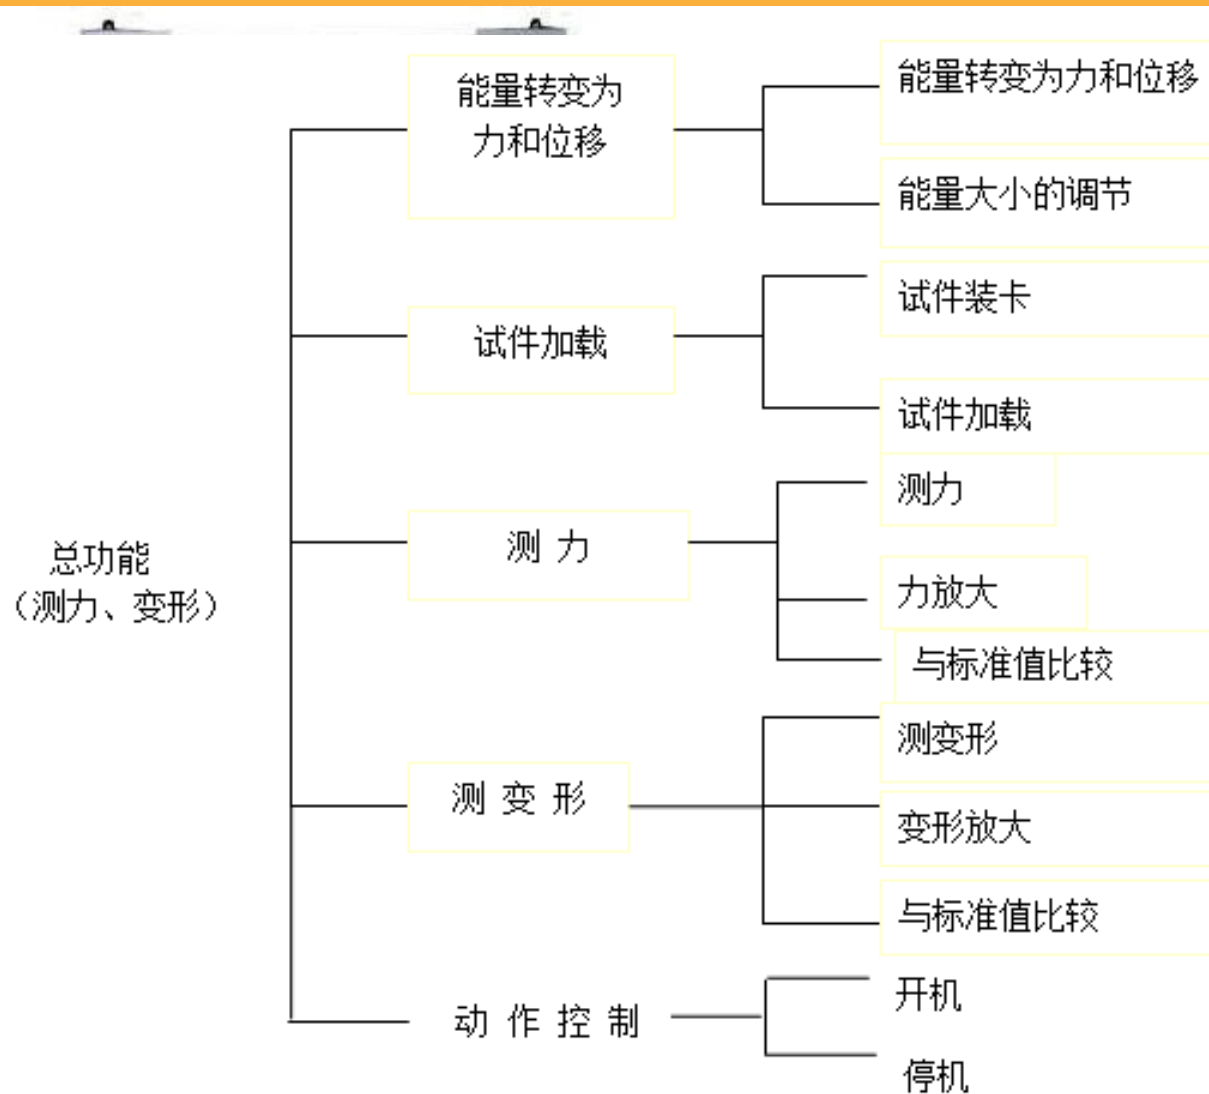 总功能
（测力、变形）
能量转变为
力和位移
能量转变为力和位移
能量大小的调节
试件加载
试件装卡
试件加载
测 力
测力
力放大
与标准值比较
测 变 形
测变形
变形放大
与标准值比较
动 作 控 制
开机
停机